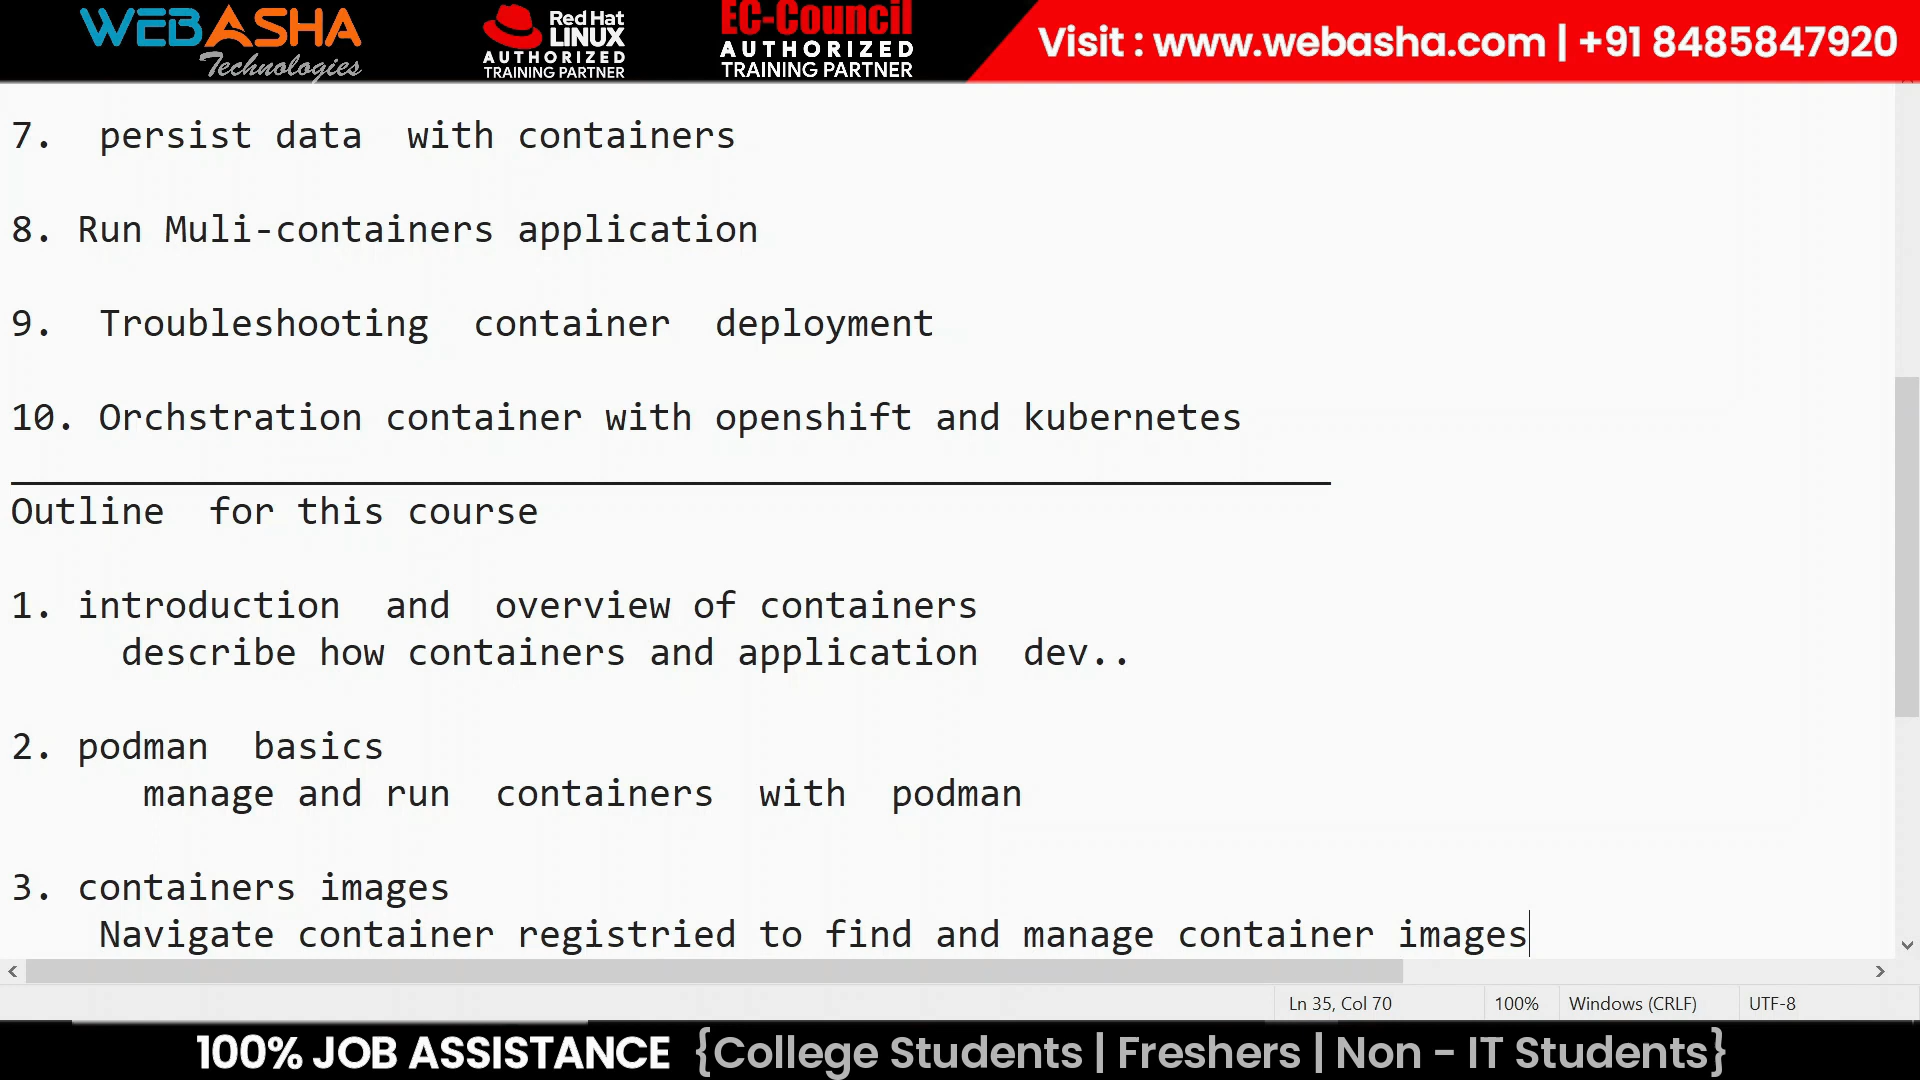 WEBASHA
Technologies
Red Hat
LINUX
AUTHORIZED
TRAINING PARTNER
EC-Council
AUTHORIZED
TRAINING PARTNER
Visit : www.webasha.com | +91 8485847920
7.  persist data  with containers
8. Run Muli-containers application
9.  Troubleshooting  container  deployment
10. Orchstration container with openshift and kubernetes
Outline  for this course
1. introduction  and  overview of containers
describe how containers and application  dev..
2. podman  basics
manage and run  containers  with  podman
3. containers images
Navigate container registried to find and manage container images
Ln 35, Col 70
100%
Windows (CRLF)
UTF-8
100% JOB ASSISTANCE {College Students | Freshers | Non - IT Students}